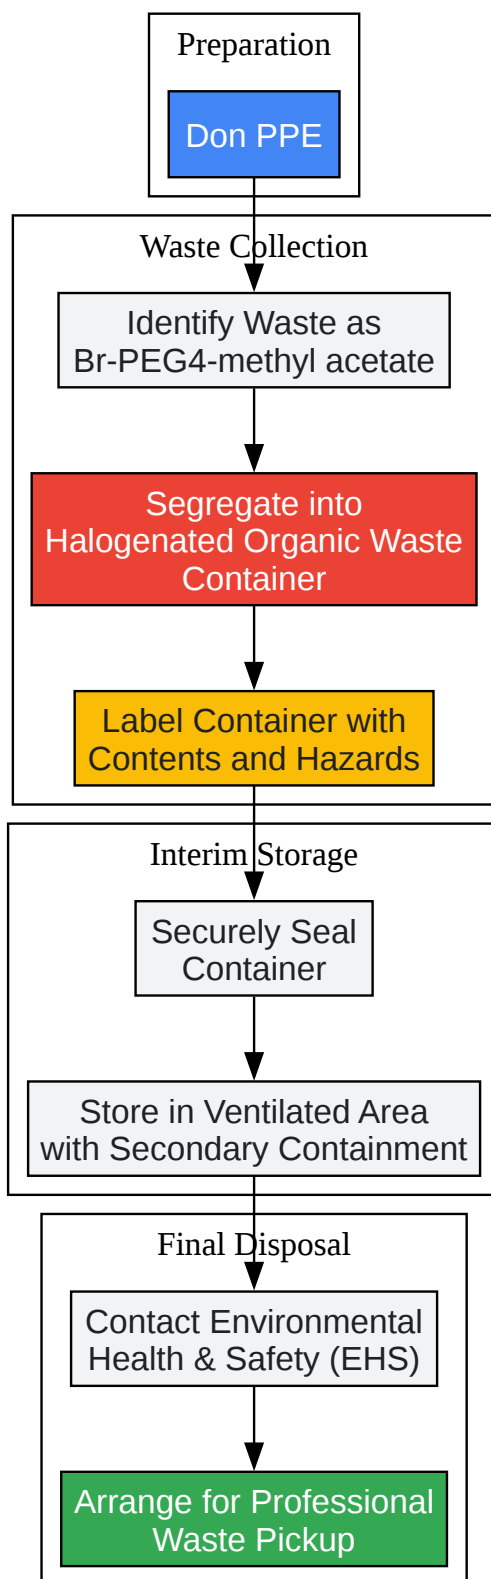 Preparation
Don PPE
Waste Collection
Identify Waste as
Br-PEG4-methyl acetate
Segregate into
Halogenated Organic Waste
Container
Label Container with
Contents and Hazards
Interim Storage
Securely Seal
Container
Store in Ventilated Area
with Secondary Containment
Final Disposal
Contact Environmental
Health & Safety (EHS)
Arrange for Professional
Waste Pickup